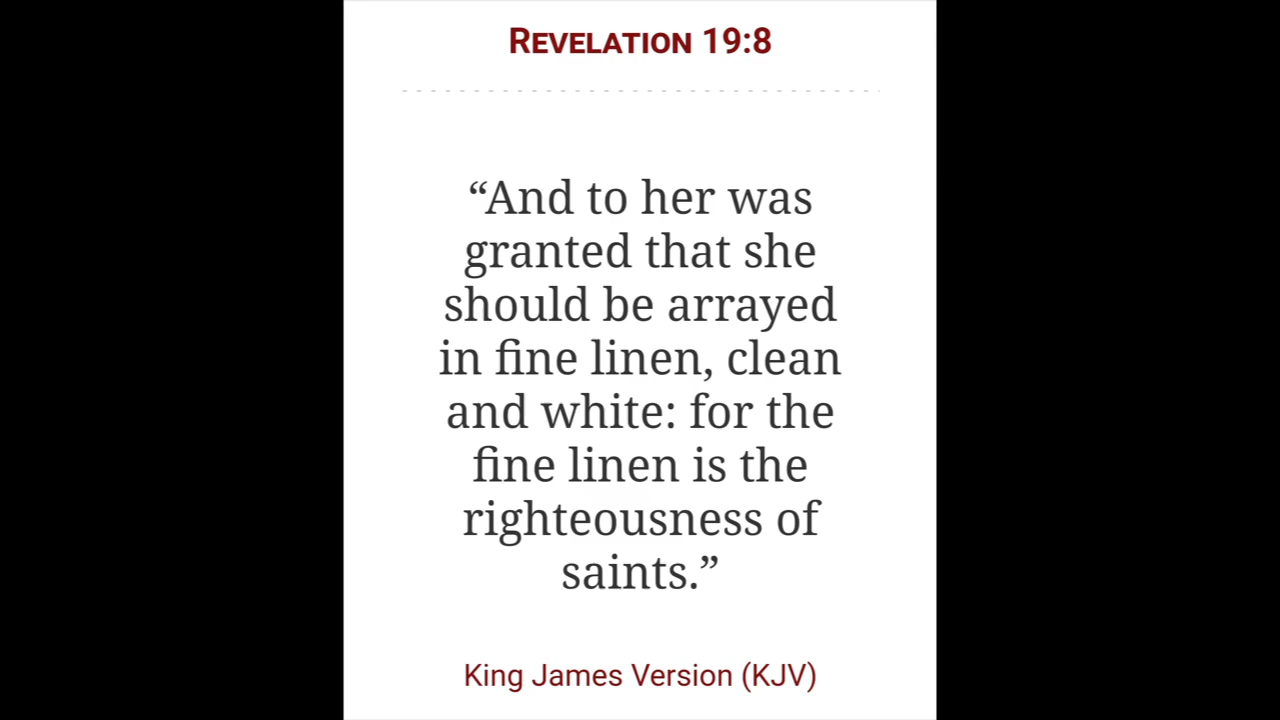 Revelation 19:8
“And to her was
granted that she
should be arrayed
in fine linen, clean
and white: for the
fine linen is the
righteousness of
saints.”
King James Version (KJV)